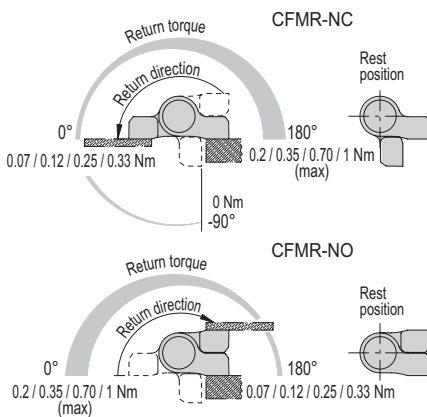 CFMR-NC
Return torque
Return direction
Rest
position
0°
180°
0.07 / 0.12 / 0.25 / 0.33 Nm
0.2 / 0.35 / 0.70 / 1 Nm
(max)
0 Nm
-90°
CFMR-NO
Return torque
Return direction
Rest
position
0°
180°
0.2 / 0.35 / 0.70 / 1 Nm
(max)
0.07 / 0.12 / 0.25 / 0.33 Nm